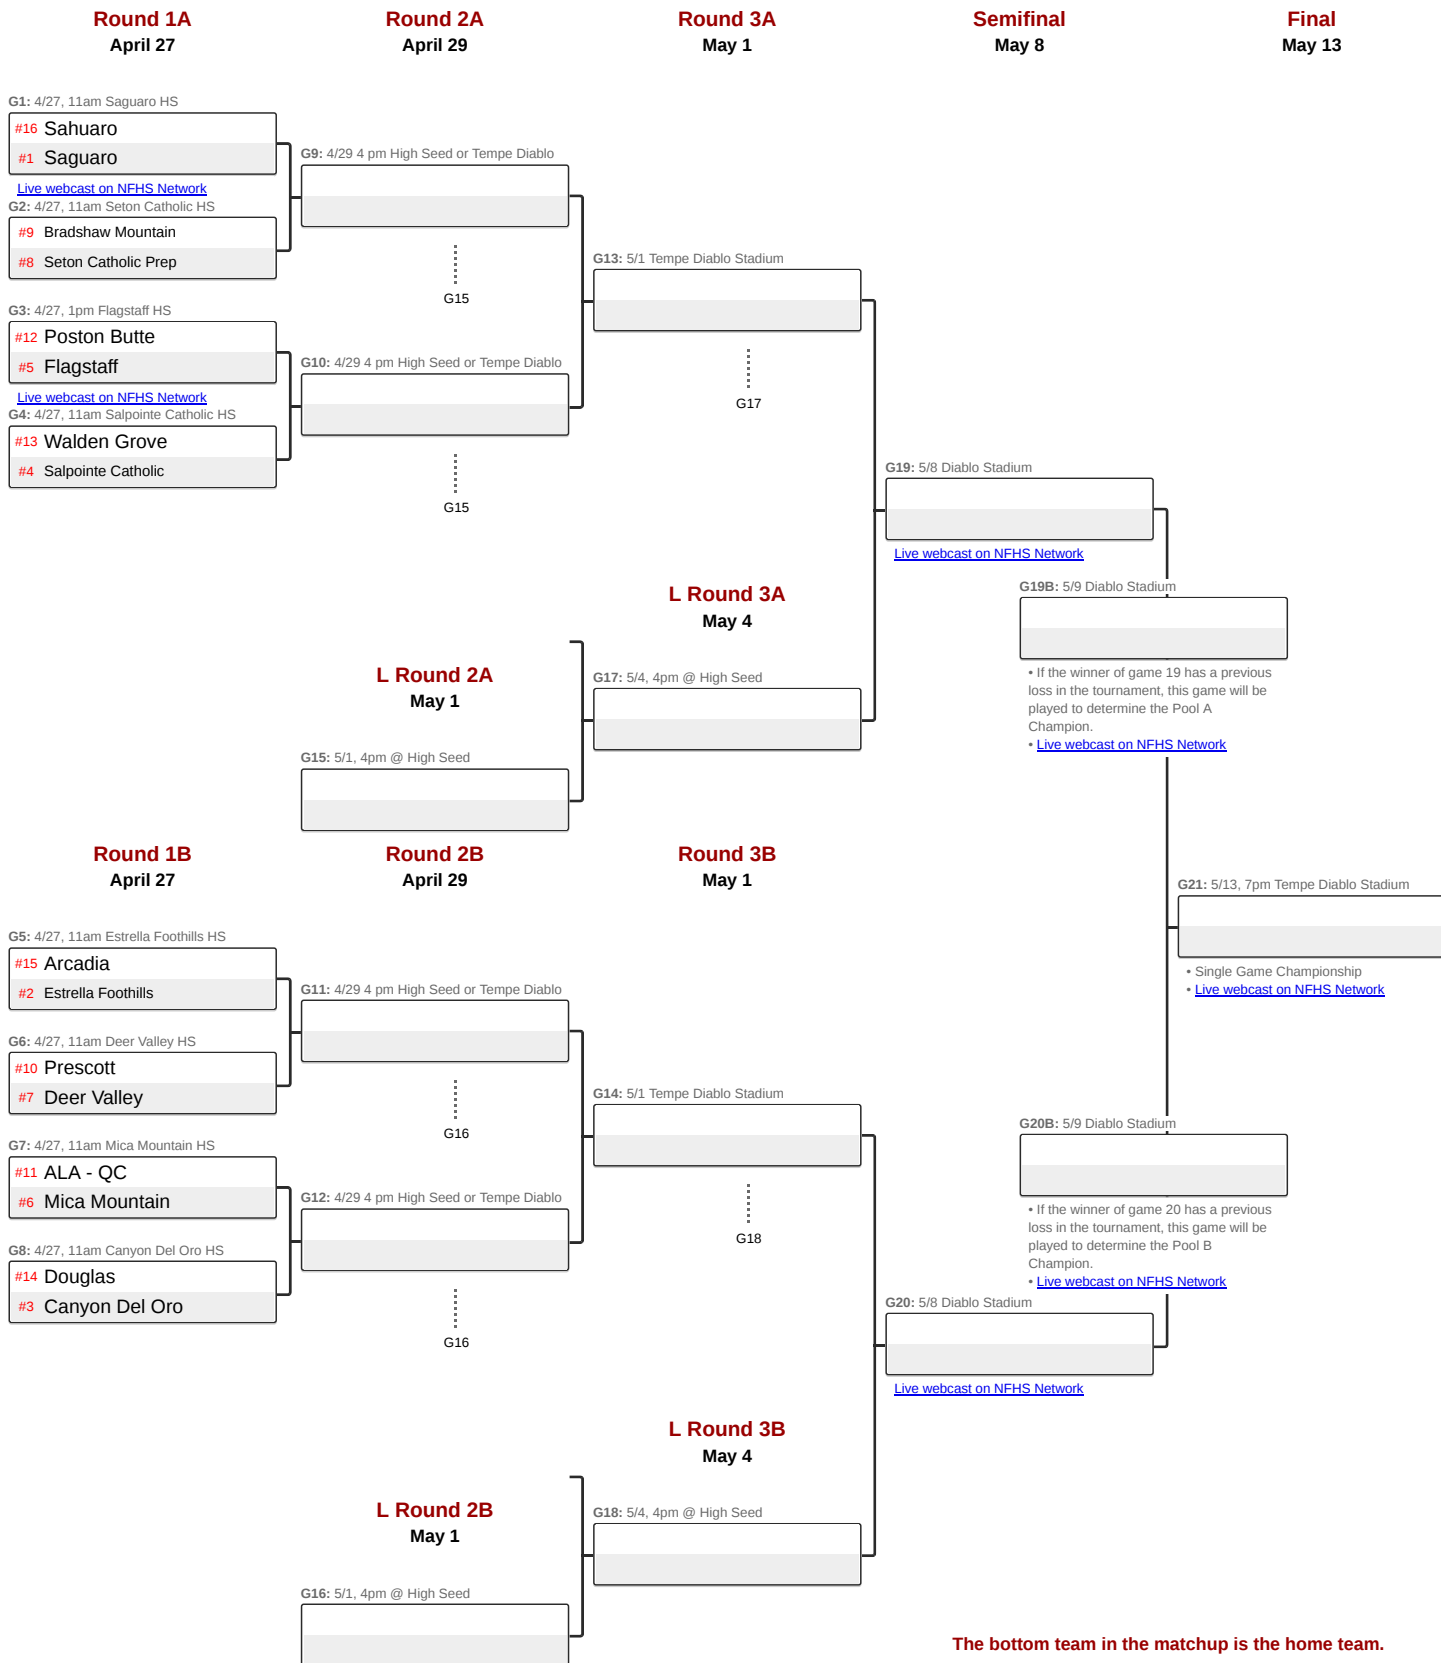 Round 1A
April 27
Round 2A
April 29
Round 3A
May 1
Semifinal
May 8
Final
May 13
G1: 4/27, 11am Saguaro HS
#16 Sahuaro
#1 Saguaro
Live webcast on NFHS Network
G2: 4/27, 11am Seton Catholic HS
#9 Bradshaw Mountain
#8 Seton Catholic Prep
G3: 4/27, 1pm Flagstaff HS
#12 Poston Butte
#5 Flagstaff
Live webcast on NFHS Network
G4: 4/27, 11am Salpointe Catholic HS
#13 Walden Grove
#4 Salpointe Catholic
G9: 4/29 4 pm High Seed or Tempe Diablo
G15
G10: 4/29 4 pm High Seed or Tempe Diablo
G15
G13: 5/1 Tempe Diablo Stadium
G17
G19: 5/8 Diablo Stadium
Live webcast on NFHS Network
G19B: 5/9 Diablo Stadium
• If the winner of game 19 has a previous
loss in the tournament, this game will be
played to determine the Pool A
Champion.
• Live webcast on NFHS Network
L Round 3A
May 4
G17: 5/4, 4pm @ High Seed
L Round 2A
May 1
G15: 5/1, 4pm @ High Seed
Round 1B
April 27
Round 2B
April 29
Round 3B
May 1
G5: 4/27, 11am Estrella Foothills HS
#15 Arcadia
#2 Estrella Foothills
G6: 4/27, 11am Deer Valley HS
#10 Prescott
#7 Deer Valley
G7: 4/27, 11am Mica Mountain HS
#11 ALA - QC
#6 Mica Mountain
G8: 4/27, 11am Canyon Del Oro HS
#14 Douglas
#3 Canyon Del Oro
G11: 4/29 4 pm High Seed or Tempe Diablo
G16
G12: 4/29 4 pm High Seed or Tempe Diablo
G16
G14: 5/1 Tempe Diablo Stadium
G18
G21: 5/13, 7pm Tempe Diablo Stadium
• Single Game Championship
• Live webcast on NFHS Network
G20B: 5/9 Diablo Stadium
• If the winner of game 20 has a previous
loss in the tournament, this game will be
played to determine the Pool B
Champion.
• Live webcast on NFHS Network
G20: 5/8 Diablo Stadium
Live webcast on NFHS Network
L Round 3B
May 4
G18: 5/4, 4pm @ High Seed
L Round 2B
May 1
G16: 5/1, 4pm @ High Seed
The bottom team in the matchup is the home team.